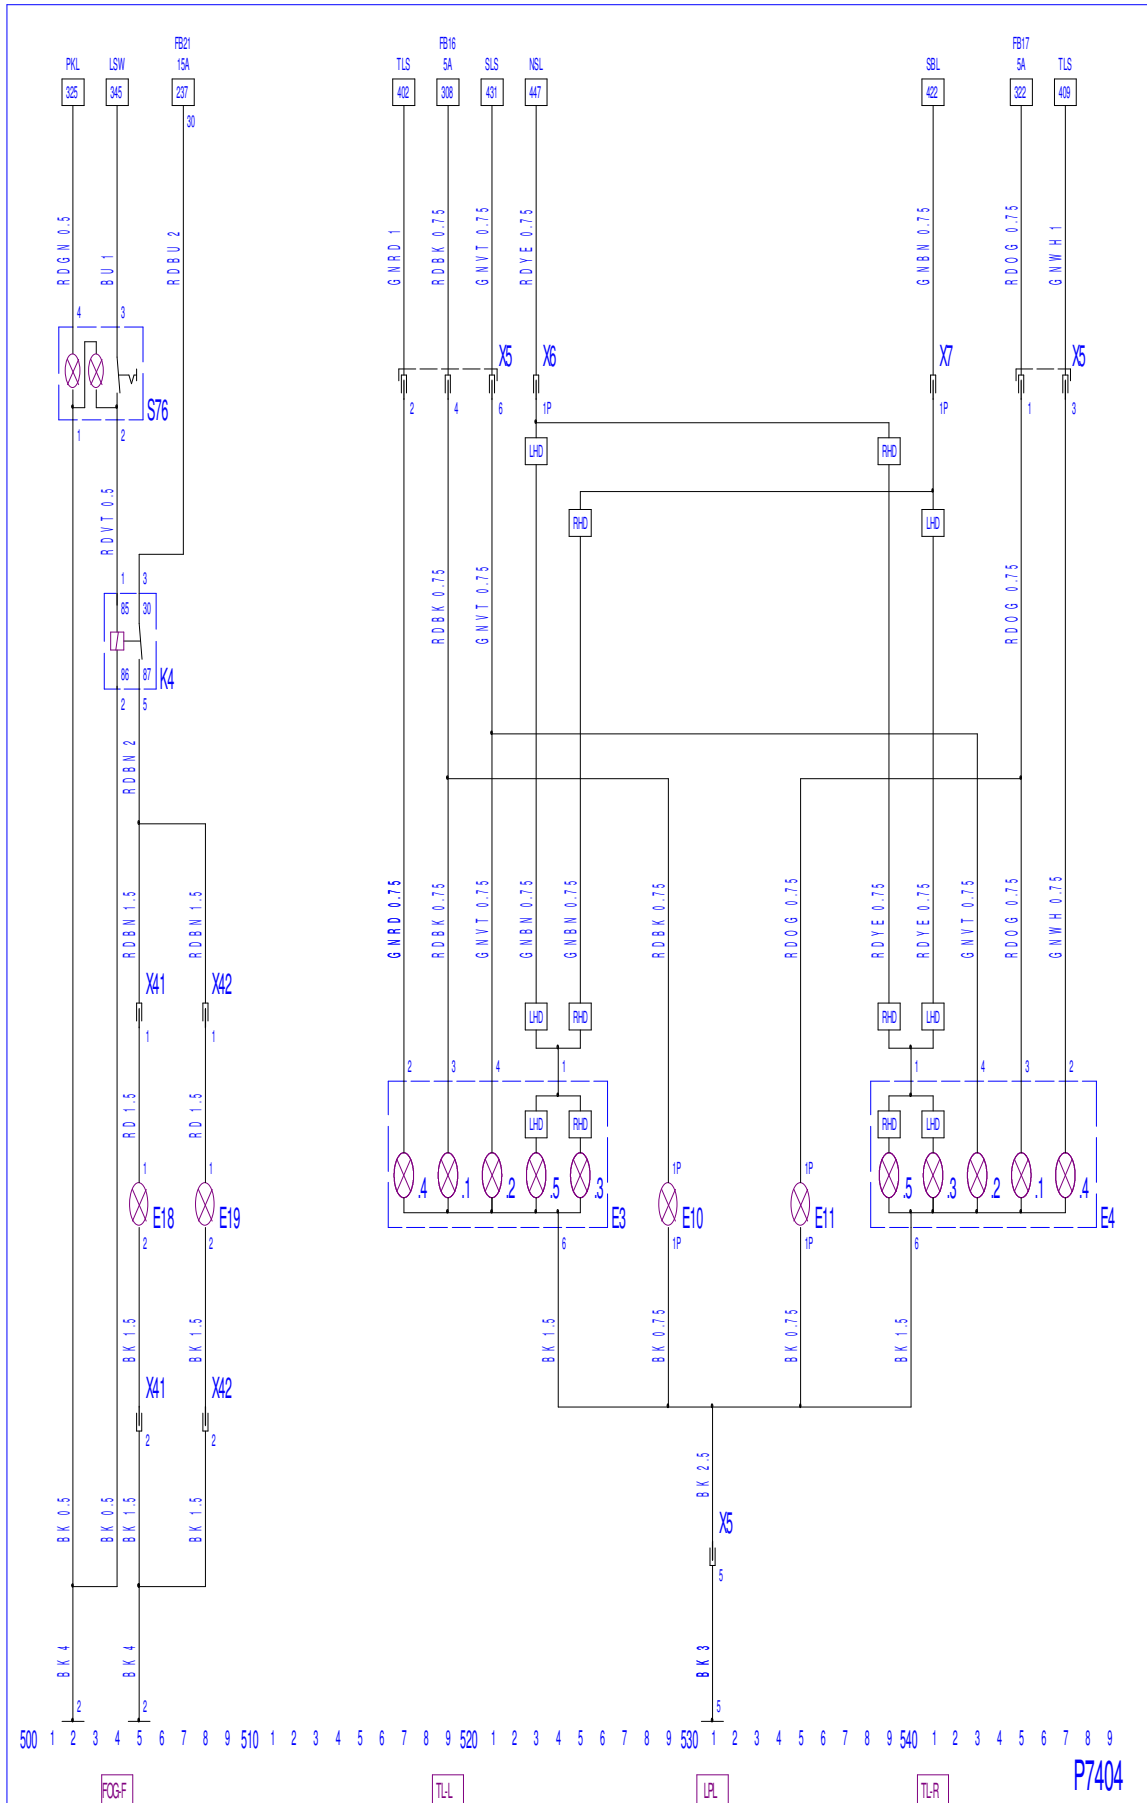 FB21 FB16 FB17
PKL LSW 15A TLS 5A SLS NSL SBL 5A TLS
325 345 237 402 308 431 447 422 322 409
30
RDGN 0.5 BU 1 RDBU 2 GNRD 1 RDBK 0.75 GNVT 0.75 RDYE 0.75 GNBN 0.75 RDOG 0.75 GNWH 1
4 3
X5 X6 X7 X5
S76
2 4 6 1P 1P 1 3
1 2
LHD RHD
RHD LHD
RDVT 0.5 RDBK 0.75 GNVT 0.75 RDOG 0.75
1 3
85 30
86 87
K4
2 5
RDBN 2
RDBN 1.5 RDBN 1.5 GNRD 0.75 RDBK 0.75 GNVT 0.75 GNBN 0.75 GNBN 0.75 RDBK 0.75 RDOG 0.75 RDYE 0.75 RDYE 0.75 GNVT 0.75 RDOG 0.75 GNWH 0.75
X41 X42
1 1
LHD RHD RHD LHD
2 3 4 1 1 4 3 2
RD 1.5 RD 1.5
LHD RHD RHD LHD
1 1 1P 1P
.4 .1 .2 .5 .3 .5 .3 .2 .1 .4
E18 E19 E3 E10 E11 E4
2 2 6 1P 1P 6
BK 1.5 BK 1.5 BK 1.5 BK 0.75 BK 0.75 BK 1.5
X41 X42
2 2
BK 2.5
BK 0.5 BK 0.5 BK 1.5 BK 1.5
X5
5
BK 4 BK 4 BK 3
2 2 5
500 1 2 3 4 5 6 7 8 9 510 1 2 3 4 5 6 7 8 9 520 1 2 3 4 5 6 7 8 9 530 1 2 3 4 5 6 7 8 9 540 1 2 3 4 5 6 7 8 9
FOG-F TL-L LPL TL-R
P7404